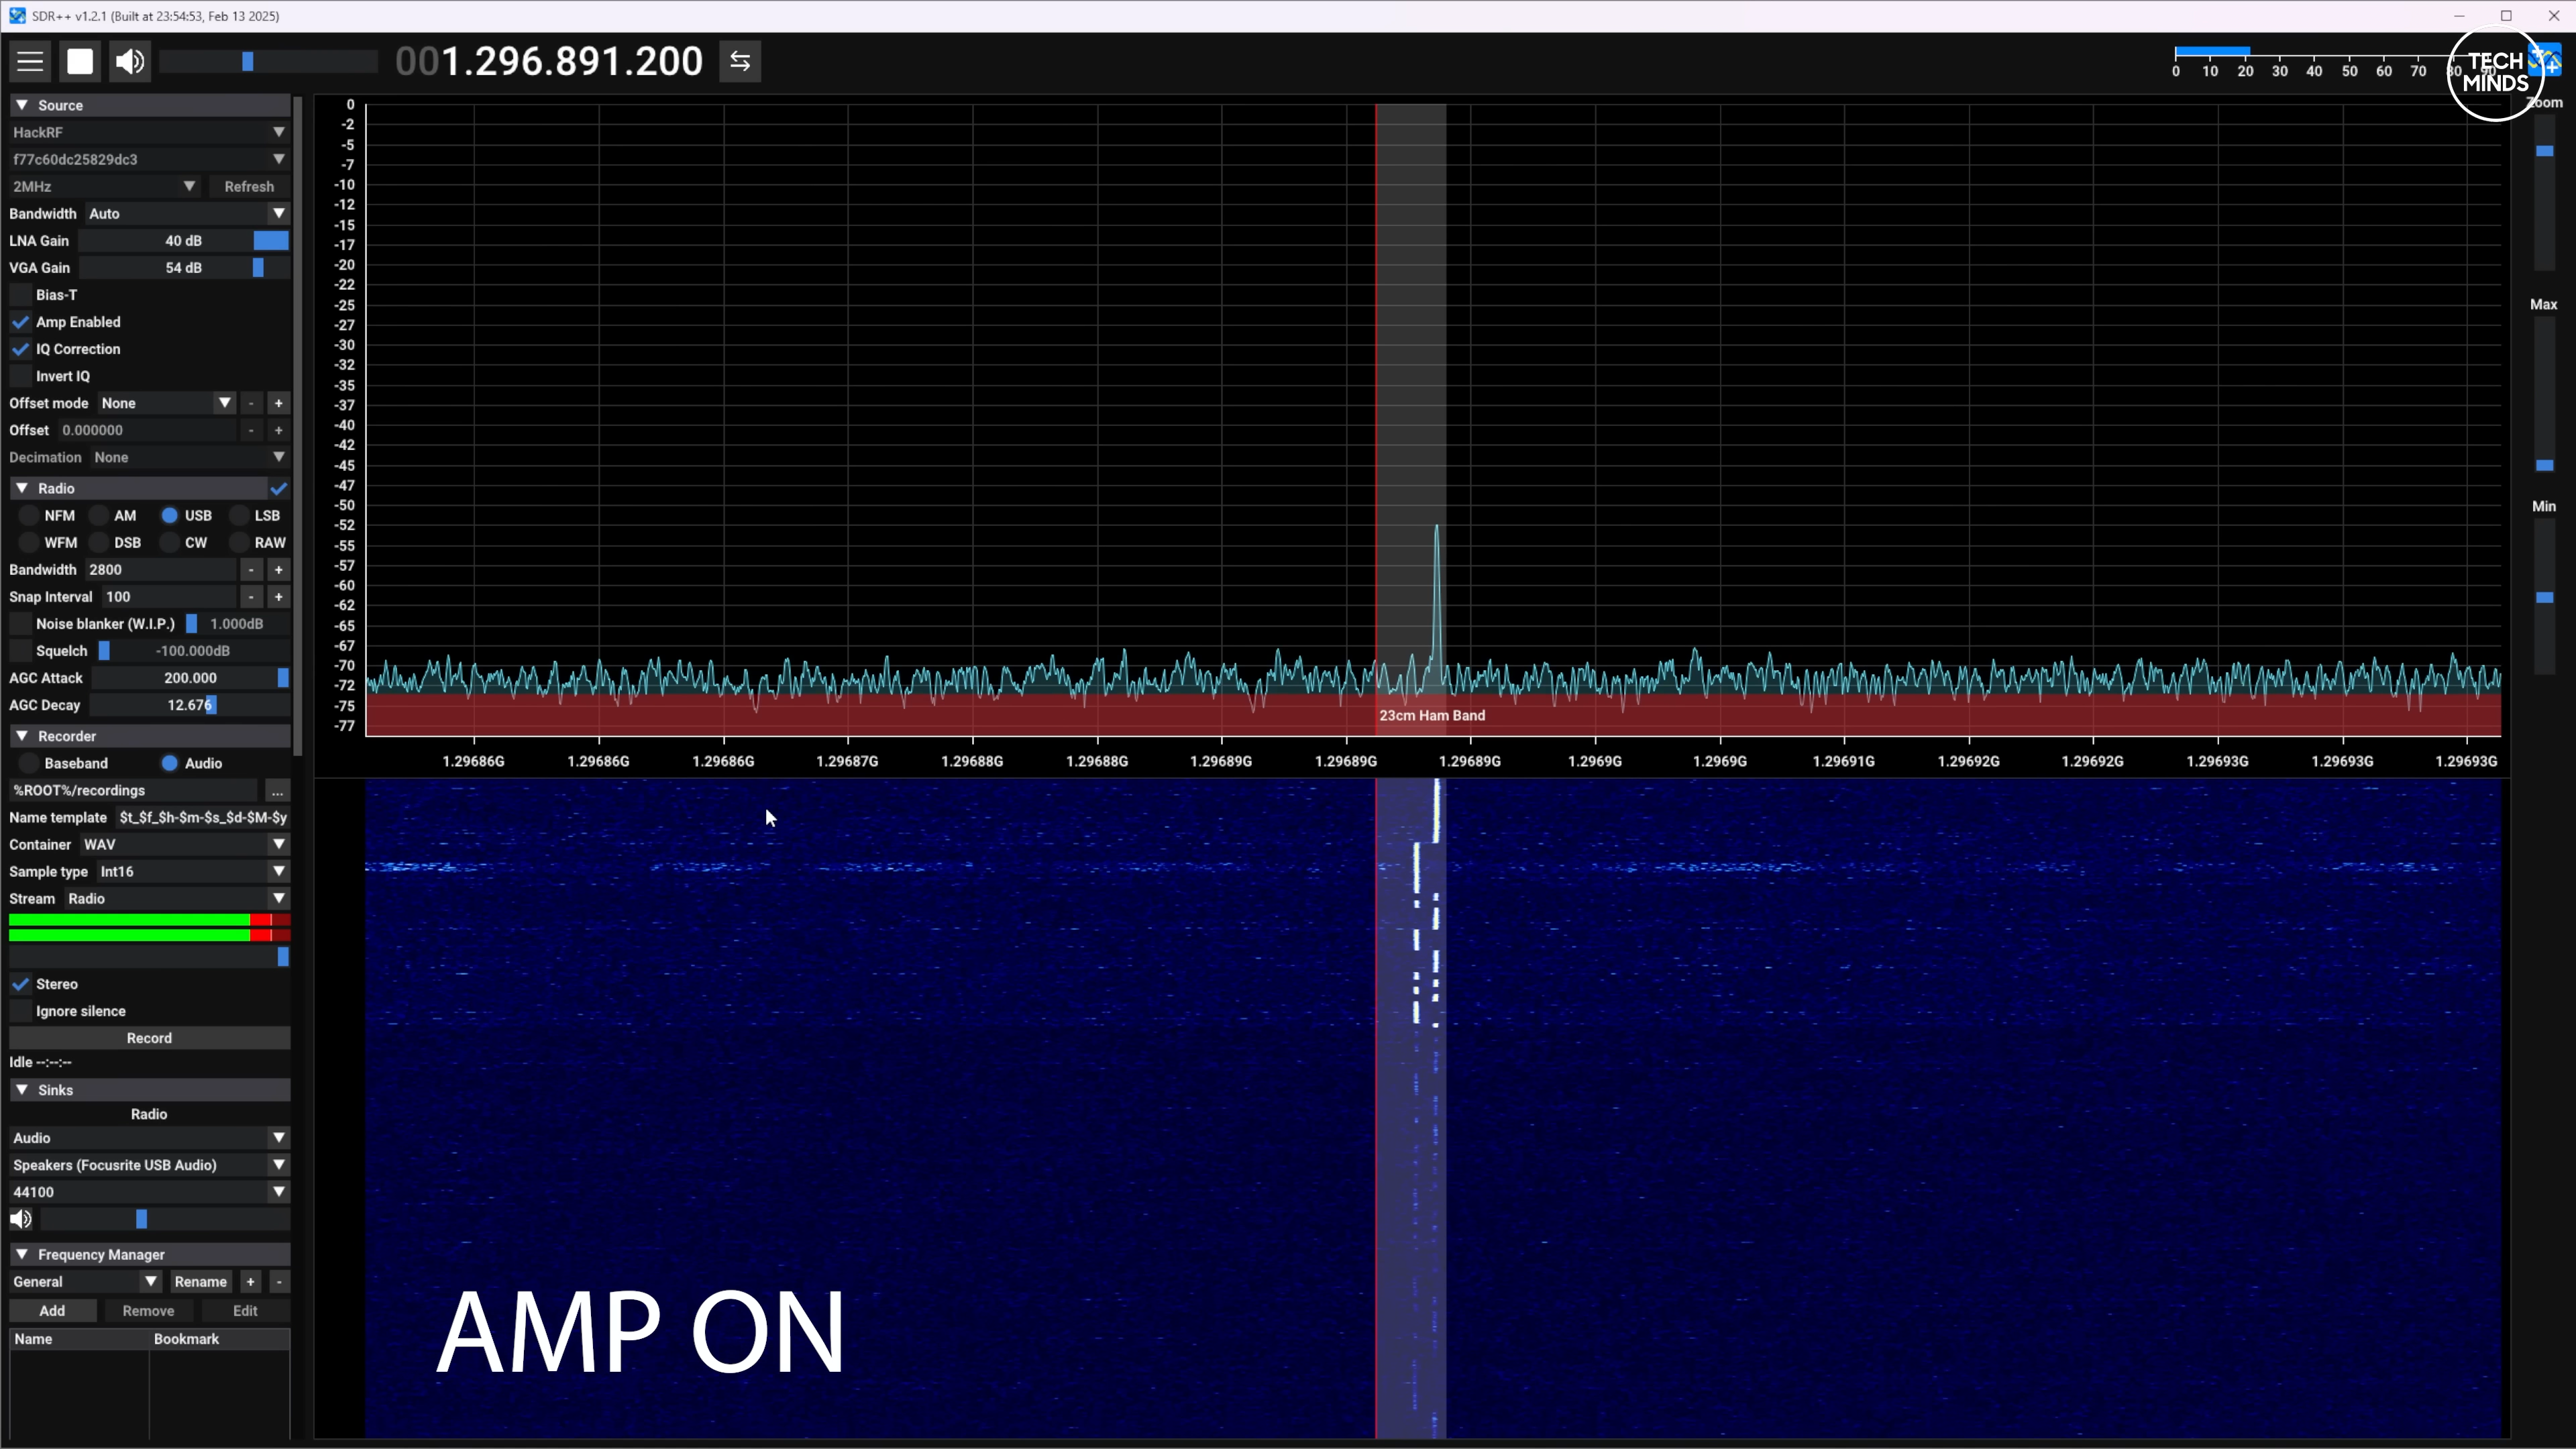 SDR++ v1.2.1 (Built at 23:54:53, Feb 13 2025)
001.296.891.200
0 10 20 30 40 50 60 70 80 90
TECH
MINDS
Source
HackRF
f77c60dc25829dc3
2MHz Refresh
Bandwidth Auto
LNA Gain 40 dB
VGA Gain 54 dB
Bias-T
Amp Enabled
IQ Correction
Invert IQ
Offset mode None - +
Offset 0.000000 - +
Decimation None
Radio
NFM AM USB LSB
WFM DSB CW RAW
Bandwidth 2800 - +
Snap Interval 100 - +
Noise blanker (W.I.P.) 1.000dB
Squelch -100.000dB
AGC Attack 200.000
AGC Decay 12.676
Recorder
Baseband Audio
%ROOT%/recordings ...
Name template $t_$f_$h-$m-$s_$d-$M-$y
Container WAV
Sample type Int16
Stream Radio
Stereo
Ignore silence
Record
Idle --:--:--
Sinks
Radio
Audio
Speakers (Focusrite USB Audio)
44100
Frequency Manager
General Rename + -
Add Remove Edit
Name Bookmark
0
-2
-5
-7
-10
-12
-15
-17
-20
-22
-25
-27
-30
-32
-35
-37
-40
-42
-45
-47
-50
-52
-55
-57
-60
-62
-65
-67
-70
-72
-75
-77
23cm Ham Band
1.29686G 1.29686G 1.29686G 1.29687G 1.29688G 1.29688G 1.29689G 1.29689G 1.29689G 1.2969G 1.2969G 1.29691G 1.29692G 1.29692G 1.29693G 1.29693G 1.29693G
AMP ON
Zoom
Max
Min